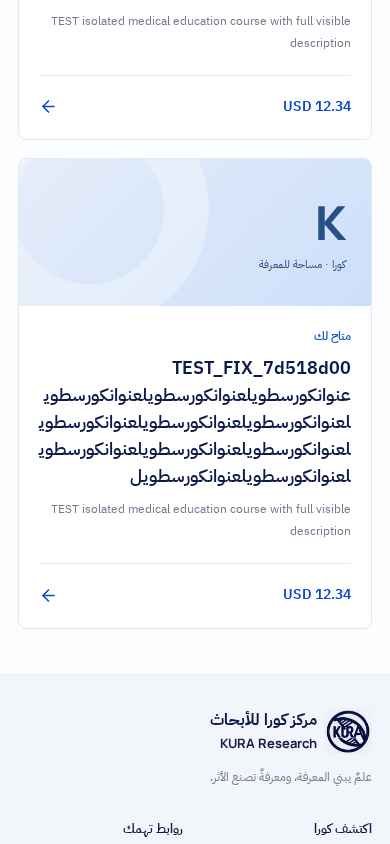 TEST isolated medical education course with full visible
description
USD 12.34
K
كورا · مساحة للمعرفة
متاح لك
TEST_FIX_7d518d00
عنوانكورسطويلعنوانكورسطويلعنوانكورسطوي
لعنوانكورسطويلعنوانكورسطويلعنوانكورسطوي
لعنوانكورسطويلعنوانكورسطويلعنوانكورسطوي
لعنوانكورسطويلعنوانكورسطويل
TEST isolated medical education course with full visible
description
USD 12.34
مركز كورا للأبحاث
KURA Research
KURA
علمٌ يبني المعرفة، ومعرفةٌ تصنع الأثر.
اكتشف كورا
روابط تهمك